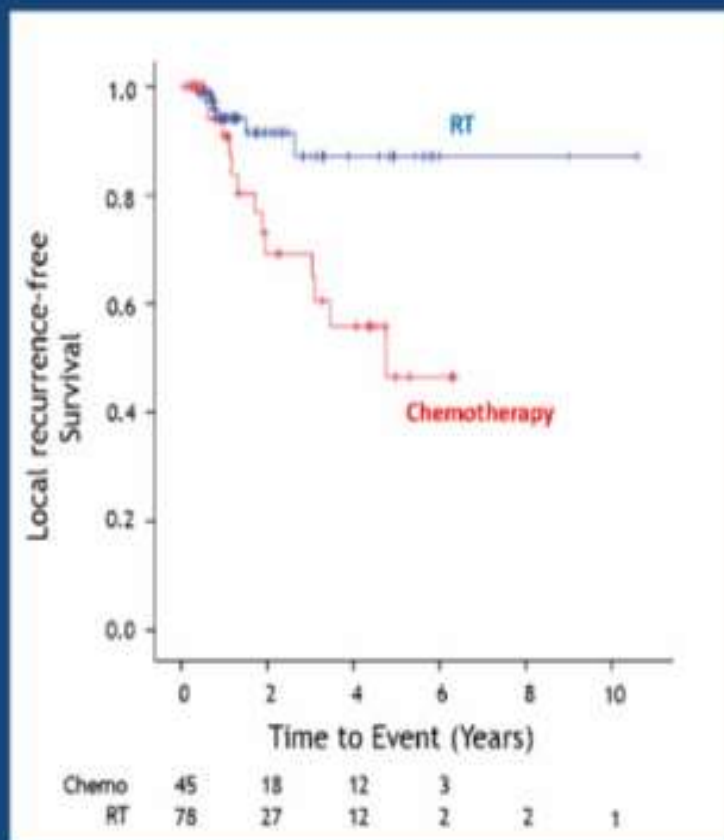 1.0
0.8
0.6
0.4
0.2
0.0
Local recurrence-free
Survival
RT
Chemotherapy
0 2 4 6 8 10
Time to Event (Years)
Chemo 45 18 12 3
RT 78 27 12 2 2 1